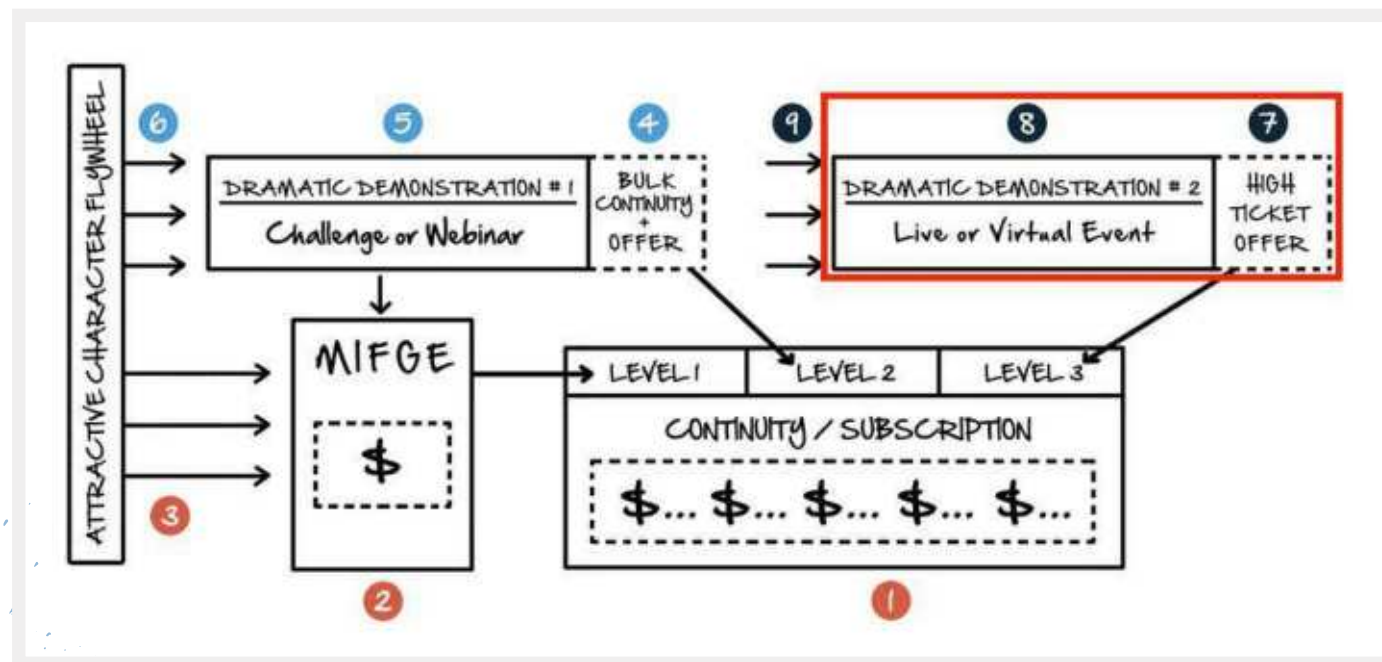 ATTRACTIVE CHARACTER FLYWHEEL
6
5
4
9
8
7
DRAMATIC DEMONSTRATION # 1
Challenge or Webinar
BULK
CONTINUITY
+
OFFER
DRAMATIC DEMONSTRATION # 2
Live or Virtual Event
HIGH
TICKET
OFFER
MIFGE
$
LEVEL 1
LEVEL 2
LEVEL 3
CONTINUITY / SUBSCRIPTION
$... $... $... $... $...
3
2
1